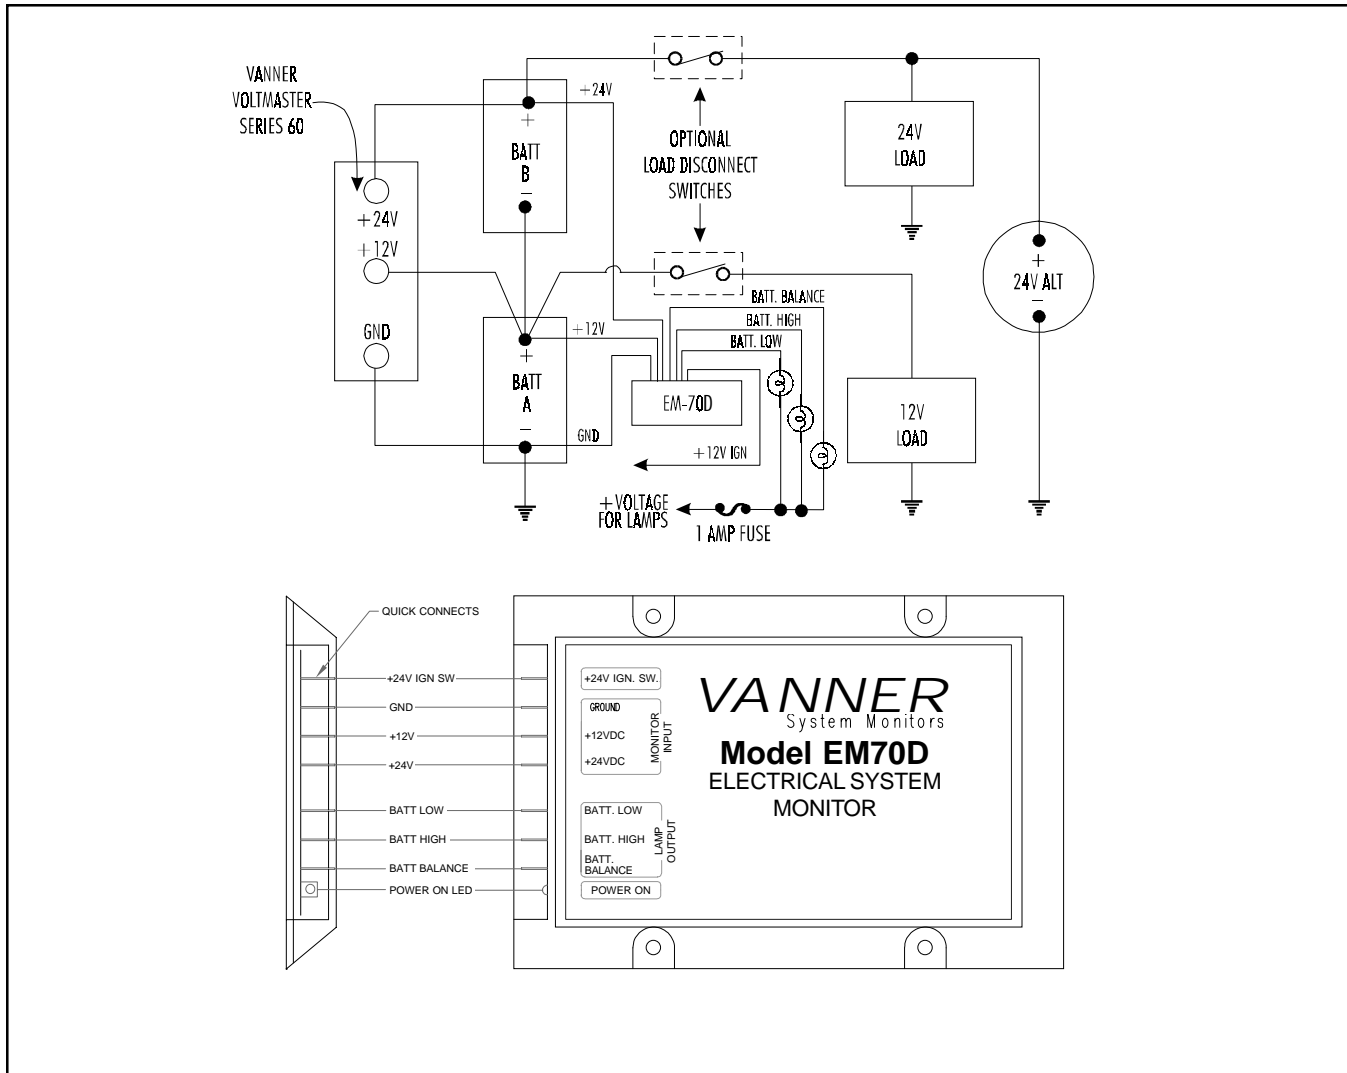 VANNER
VOLTMASTER
SERIES 60
+24V
+12V
GND
+
BATT
B
−
+24V
+12V
+
BATT
A
−
GND
OPTIONAL
LOAD DISCONNECT
SWITCHES
24V
LOAD
+
24V ALT
−
BATT. BALANCE
BATT. HIGH
BATT. LOW
EM-70D
12V
LOAD
+12V IGN
+VOLTAGE
FOR LAMPS
1 AMP FUSE
QUICK CONNECTS
+24V IGN SW
GND
+12V
+24V
BATT LOW
BATT HIGH
BATT BALANCE
POWER ON LED
+24V IGN. SW.
GROUND
+12VDC
+24VDC
MONITOR
INPUT
BATT. LOW
BATT. HIGH
BATT.
BALANCE
LAMP
OUTPUT
POWER ON
VANNER
System Monitors
Model EM70D
ELECTRICAL SYSTEM
MONITOR